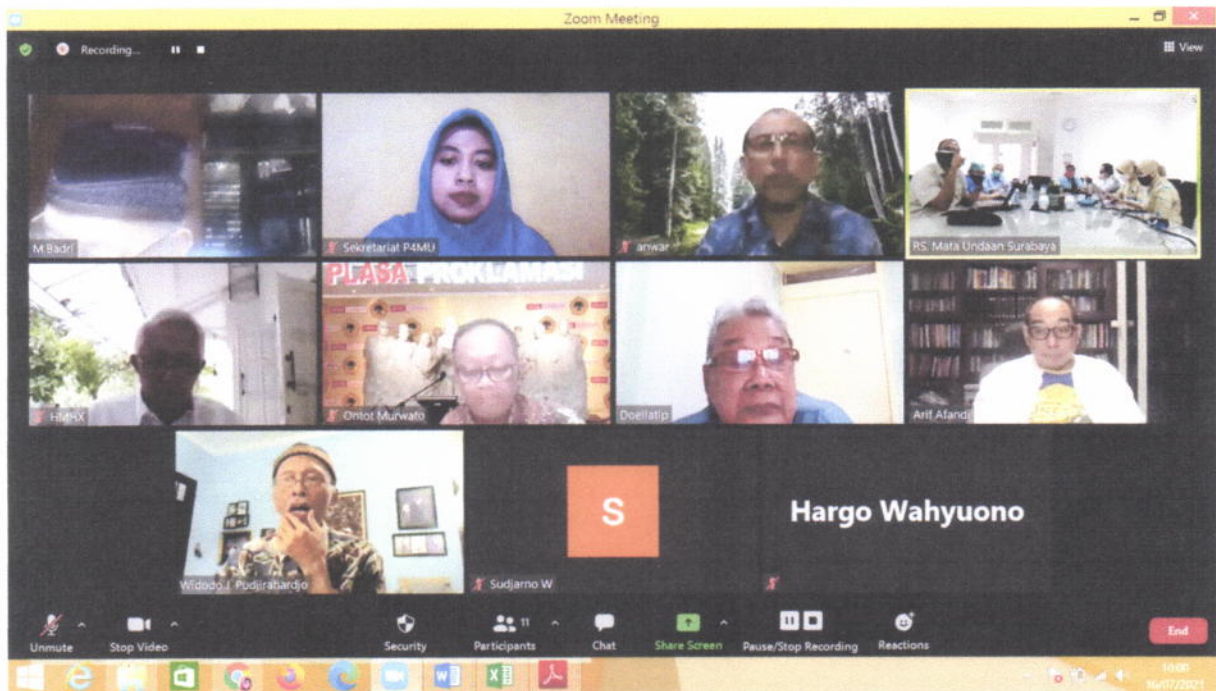 Zoom Meeting
Recording...
View
M.Badri
Sekretariat P4MU
anwar
RS. Mata Undaan Surabaya
HMHX
PLASA PROKLAMASI
Ontot Murwato
Doellatip
Arif Afandi
Widodo J. Pudjirahardjo
S
Sudjarno W
Hargo Wahyuono
Unmute
Stop Video
Security
Participants
11
Chat
Share Screen
Pause/Stop Recording
Reactions
End
10:00
16/07/2021